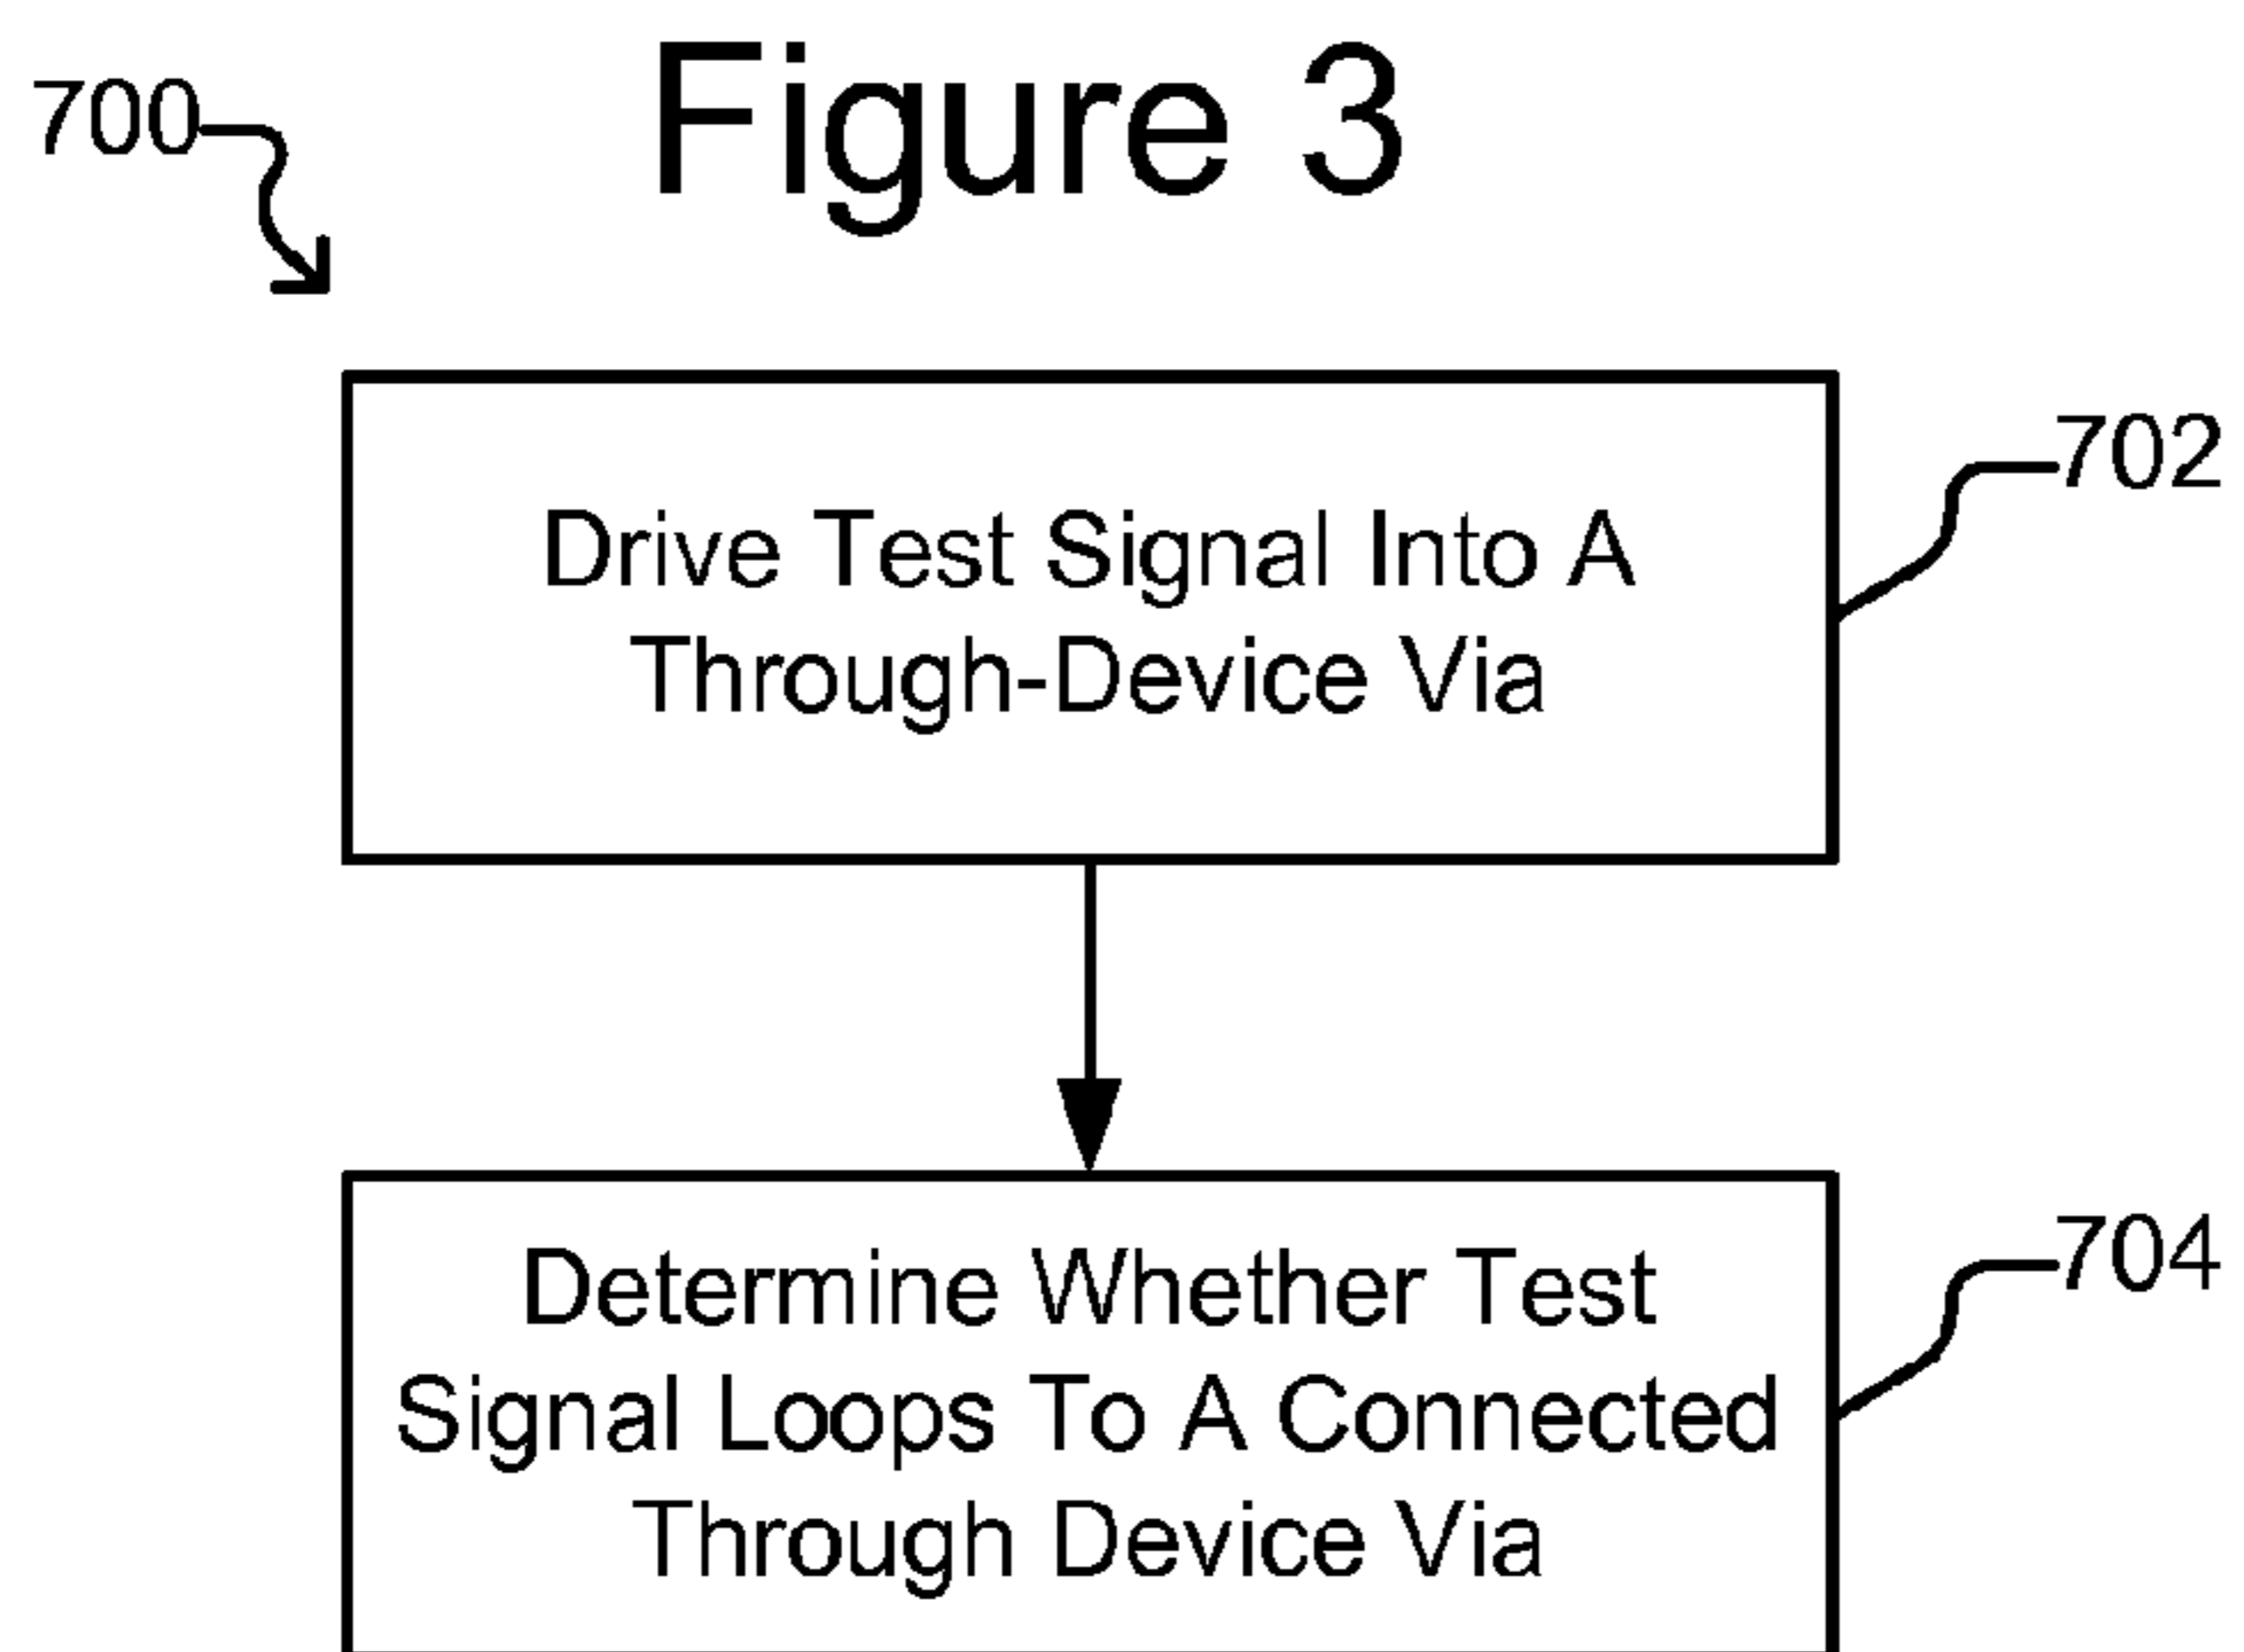 Figure 3
700
702
Drive Test Signal Into A
Through-Device Via
704
Determine Whether Test
Signal Loops To A Connected
Through Device Via